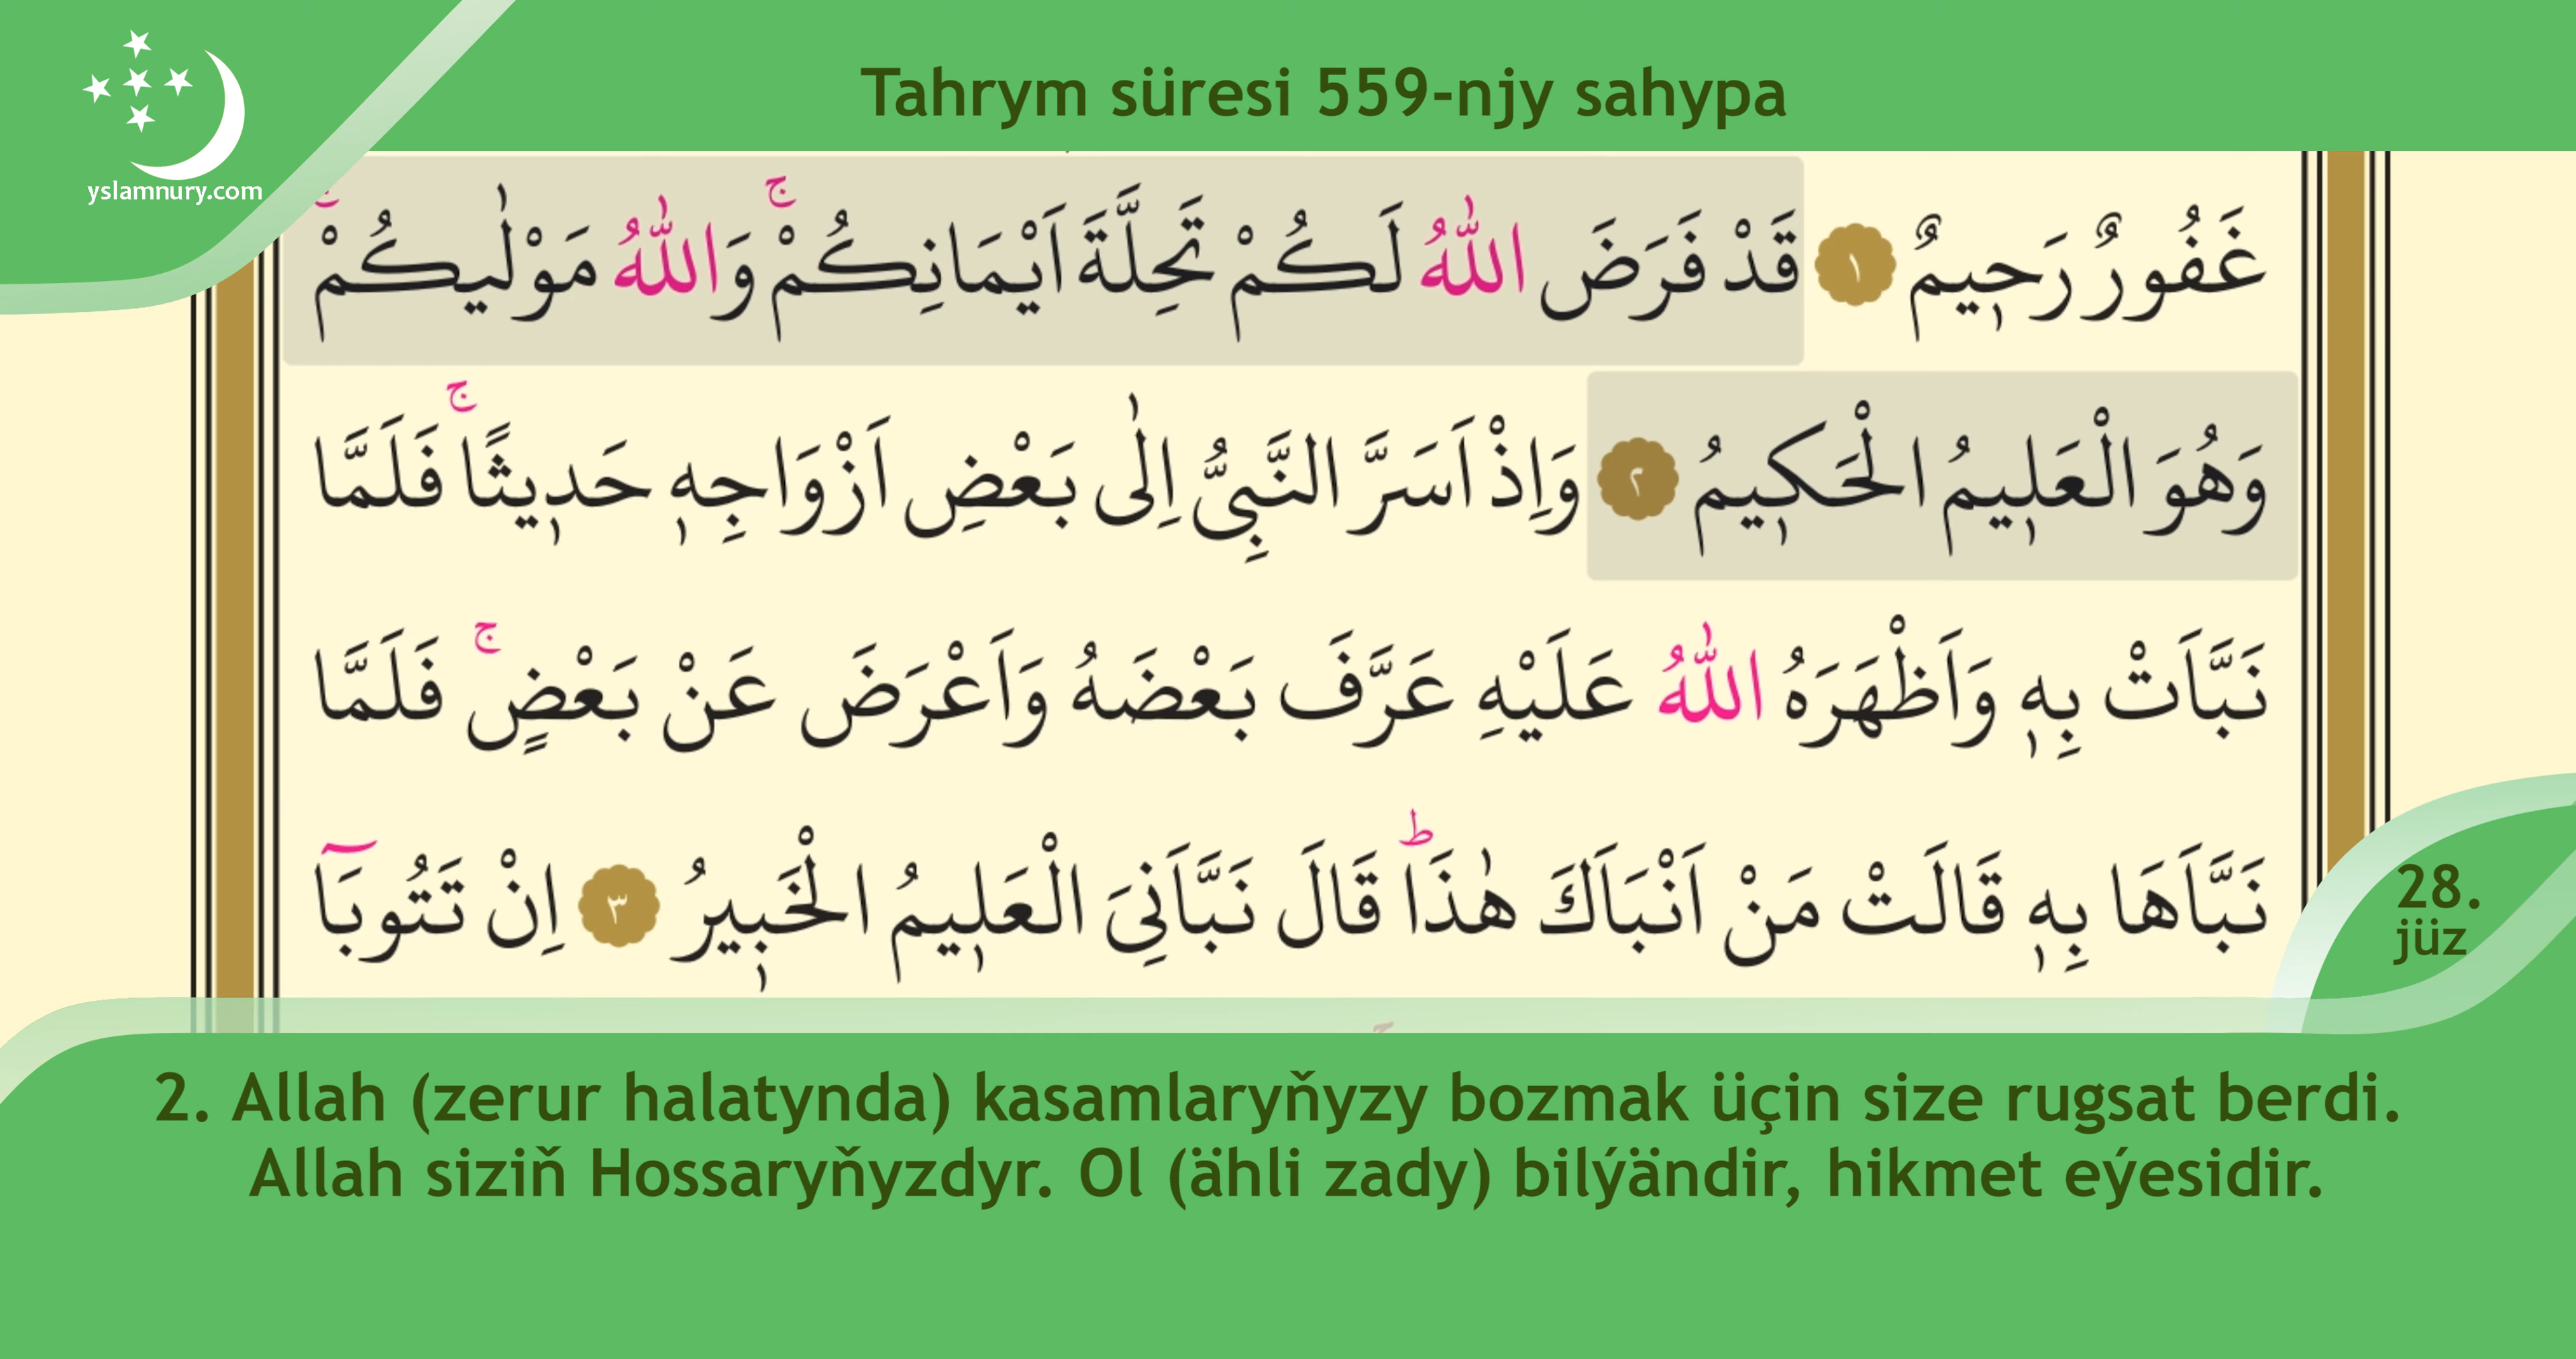 yslamnury.com
Tahrym süresi 559-njy sahypa
غَفُورٌ رَحٖيمٌ ﴿١﴾ قَدْ فَرَضَ اللّٰهُ لَكُمْ تَحِلَّةَ اَيْمَانِكُمْۚ وَاللّٰهُ مَوْلٰيكُمْۚ
وَهُوَ الْعَلٖيمُ الْحَكٖيمُ ﴿٢﴾ وَاِذْ اَسَرَّ النَّبِيُّ اِلٰى بَعْضِ اَزْوَاجِهٖ حَدٖيثًاۚ فَلَمَّا
نَبَّاَتْ بِهٖ وَاَظْهَرَهُ اللّٰهُ عَلَيْهِ عَرَّفَ بَعْضَهُ وَاَعْرَضَ عَنْ بَعْضٍۚ فَلَمَّا
نَبَّاَهَا بِهٖ قَالَتْ مَنْ اَنْبَاَكَ هٰذَاؕ قَالَ نَبَّاَنِىَ الْعَلٖيمُ الْخَبٖيرُ ﴿٣﴾ اِنْ تَتُوبَٓا
28.
jüz
2. Allah (zerur halatynda) kasamlaryňyzy bozmak üçin size rugsat berdi.
Allah siziň Hossaryňyzdyr. Ol (ähli zady) bilýändir, hikmet eýesidir.